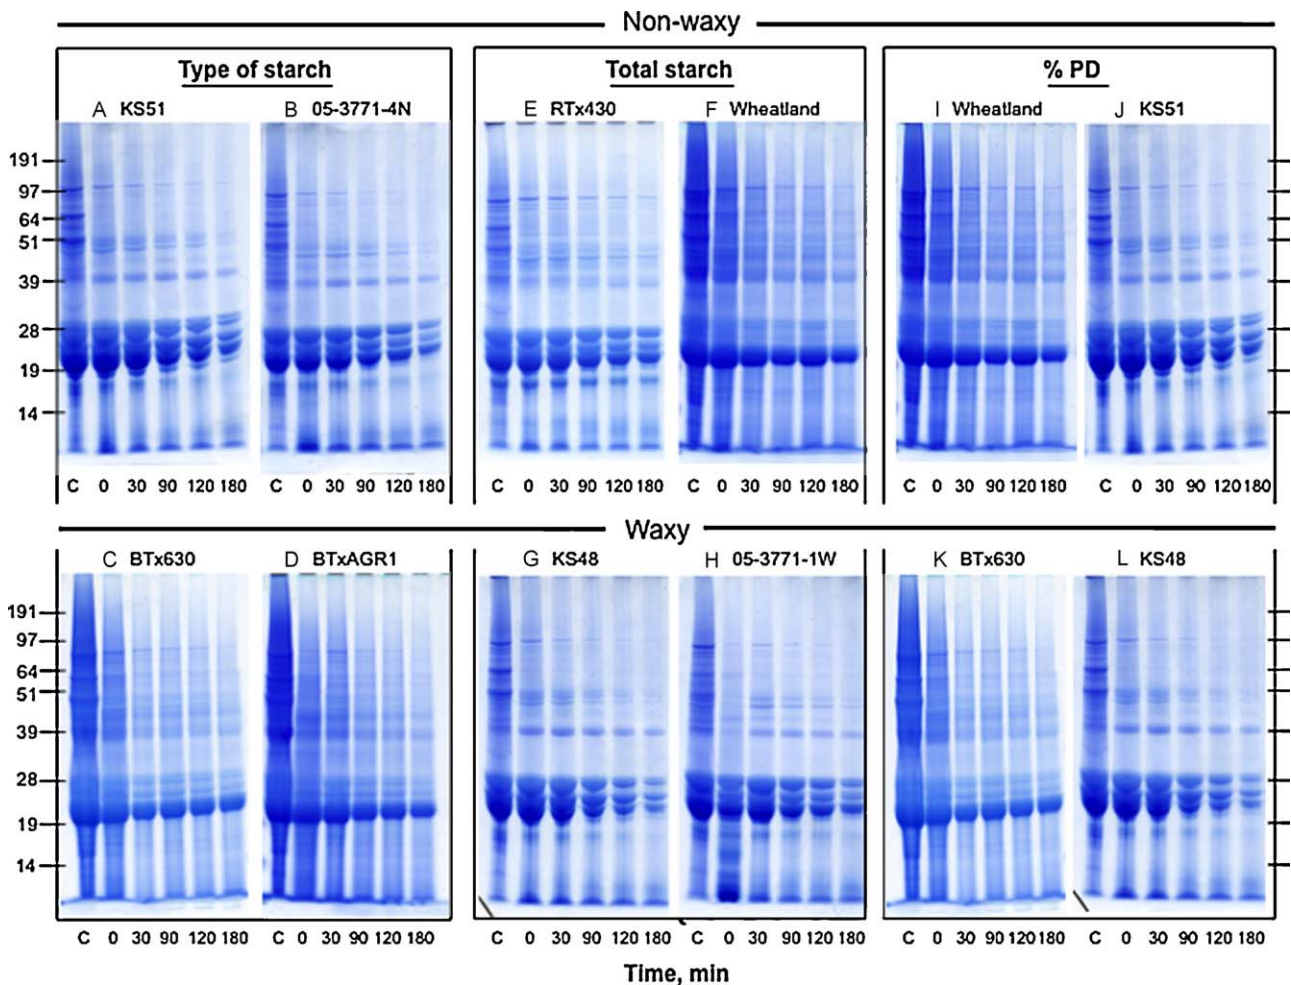 Non-waxy
Type of starch
Total starch
% PD
A KS51
B 05-3771-4N
E RTx430
F Wheatland
I Wheatland
J KS51
191
97
64
51
39
28
19
14
C 0 30 90 120 180
C 0 30 90 120 180
C 0 30 90 120 180
C 0 30 90 120 180
C 0 30 90 120 180
C 0 30 90 120 180
Waxy
C BTx630
D BTxAGR1
G KS48
H 05-3771-1W
K BTx630
L KS48
191
97
64
51
39
28
19
14
C 0 30 90 120 180
C 0 30 90 120 180
C 0 30 90 120 180
C 0 30 90 120 180
C 0 30 90 120 180
C 0 30 90 120 180
Time, min